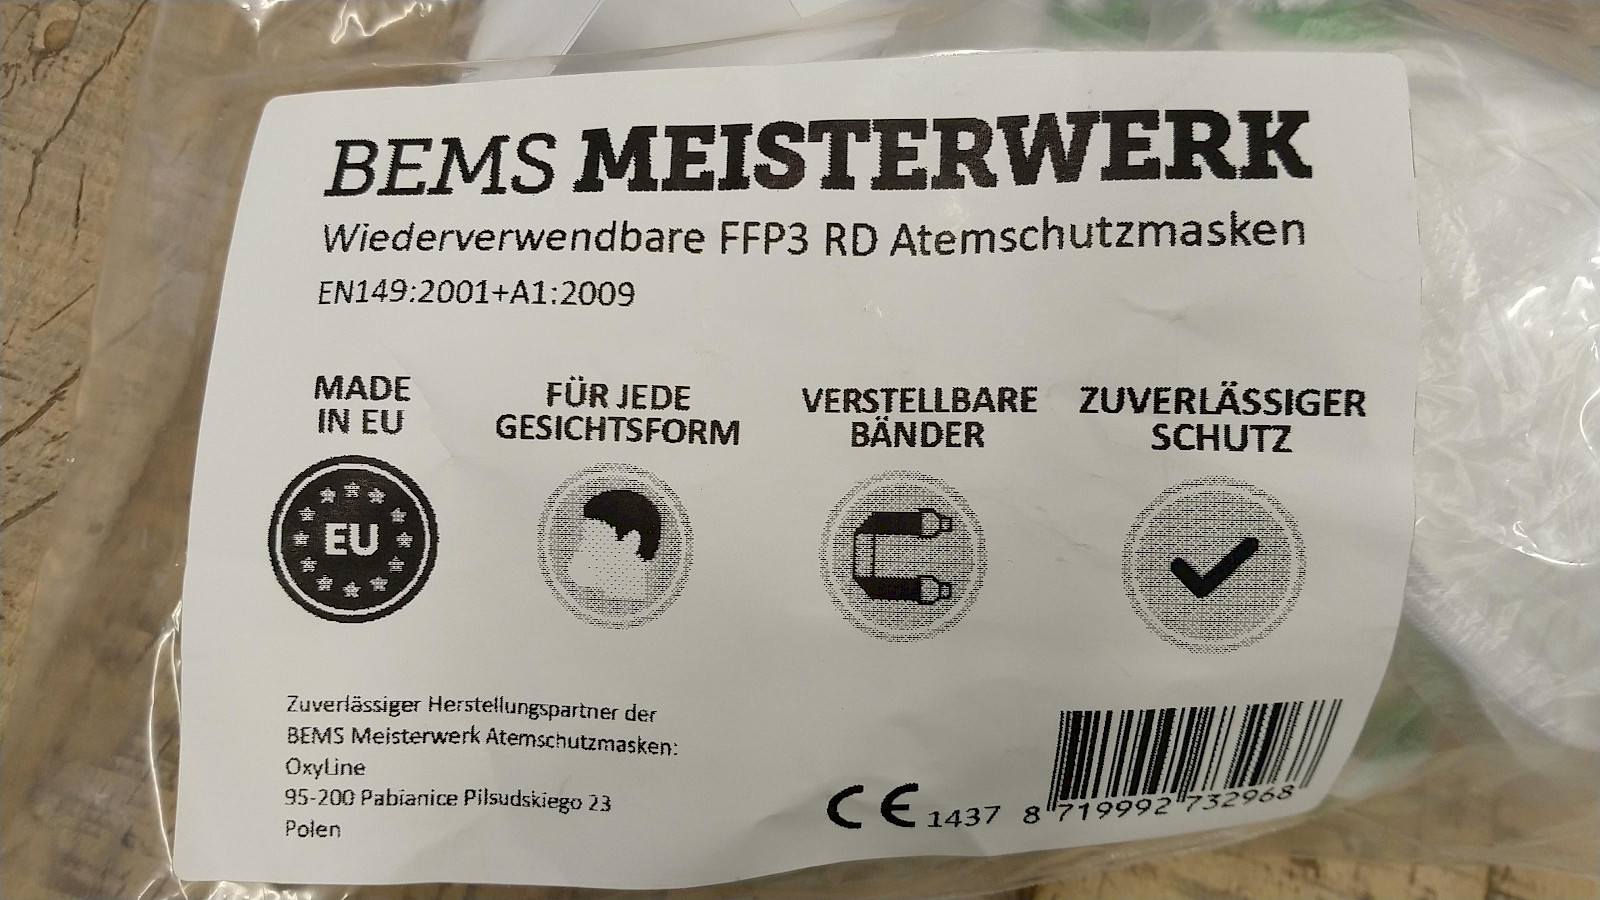 BEMS MEISTERWERK
Wiederverwendbare FFP3 RD Atemschutzmasken
EN149:2001+A1:2009
MADE
IN EU
EU
FÜR JEDE
GESICHTSFORM
VERSTELLBARE
BÄNDER
ZUVERLÄSSIGER
SCHUTZ
Zuverlässiger Herstellungspartner der
BEMS Meisterwerk Atemschutzmasken:
OxyLine
95-200 Pabianice Pilsudskiego 23
Polen
CE 1437
8 719992 732968